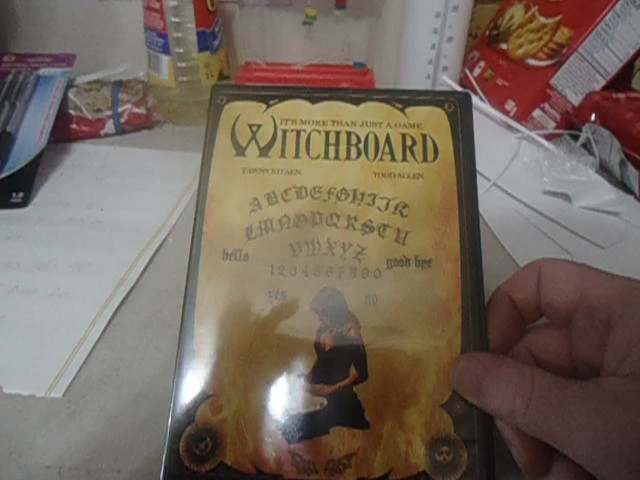 IT'S MORE THAN JUST A GAME
WITCHBOARD
TAWNY KITAEN TODD ALLEN
ABCDEFGHIJK
LMNOPQRSTU
VWXYZ
hello good bye
1234567890
yes no